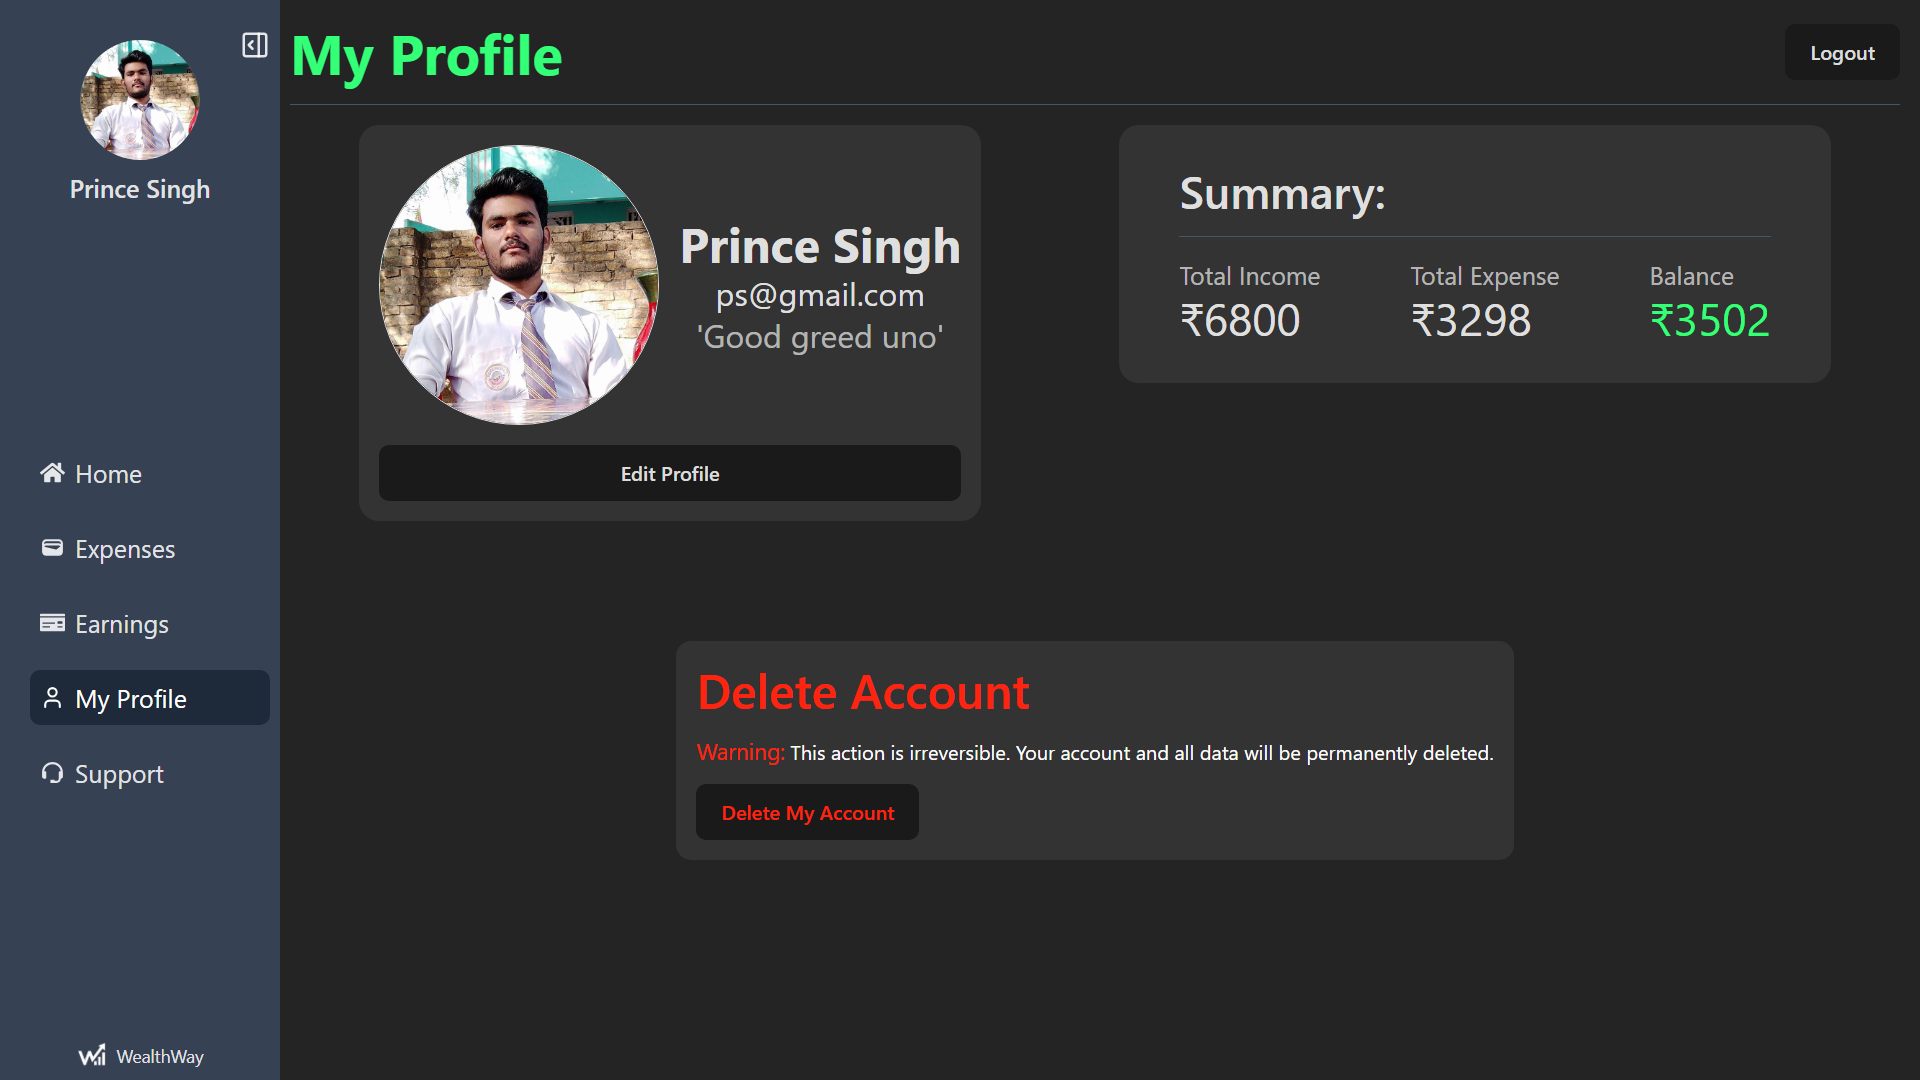 Prince Singh
Home
Expenses
Earnings
My Profile
Support
WealthWay
My Profile
Logout
Prince Singh
ps@gmail.com
'Good greed uno'
Edit Profile
Summary:
Total Income Total Expense Balance
₹6800 ₹3298 ₹3502
Delete Account
Warning: This action is irreversible. Your account and all data will be permanently deleted.
Delete My Account